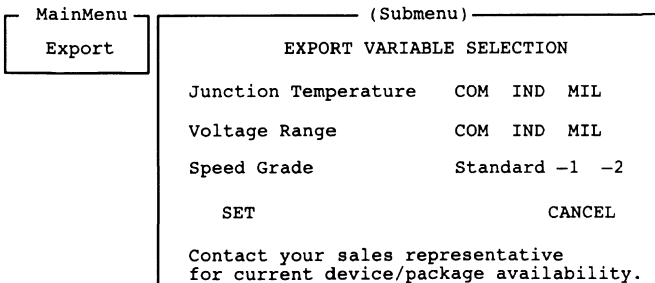 MainMenu
Export
(Submenu)
EXPORT VARIABLE SELECTION
Junction Temperature COM IND MIL
Voltage Range COM IND MIL
Speed Grade Standard –1 –2
SET CANCEL
Contact your sales representative
for current device/package availability.